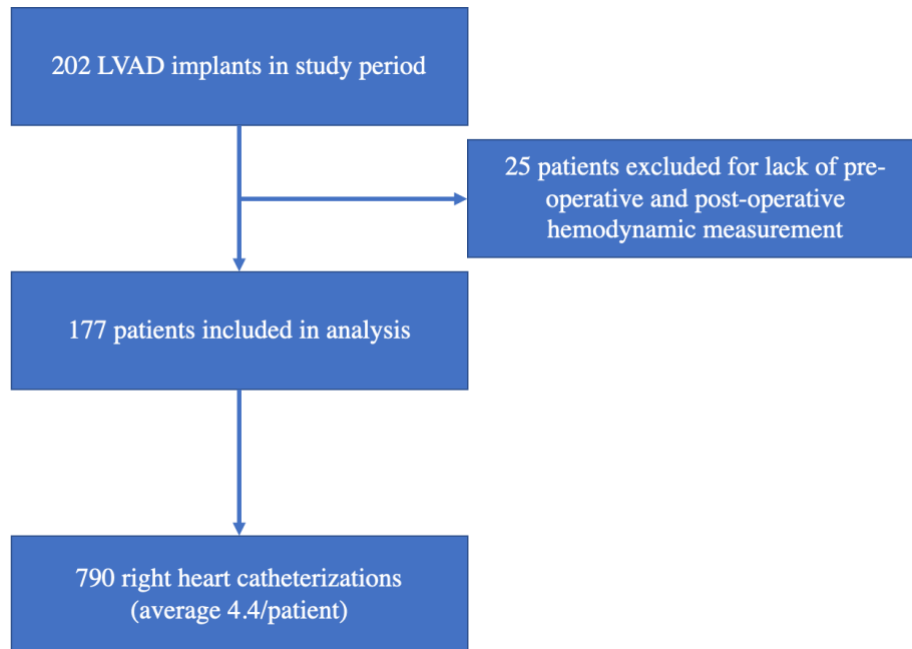 202 LVAD implants in study period
25 patients excluded for lack of pre-
operative and post-operative
hemodynamic measurement
177 patients included in analysis
790 right heart catheterizations
(average 4.4/patient)